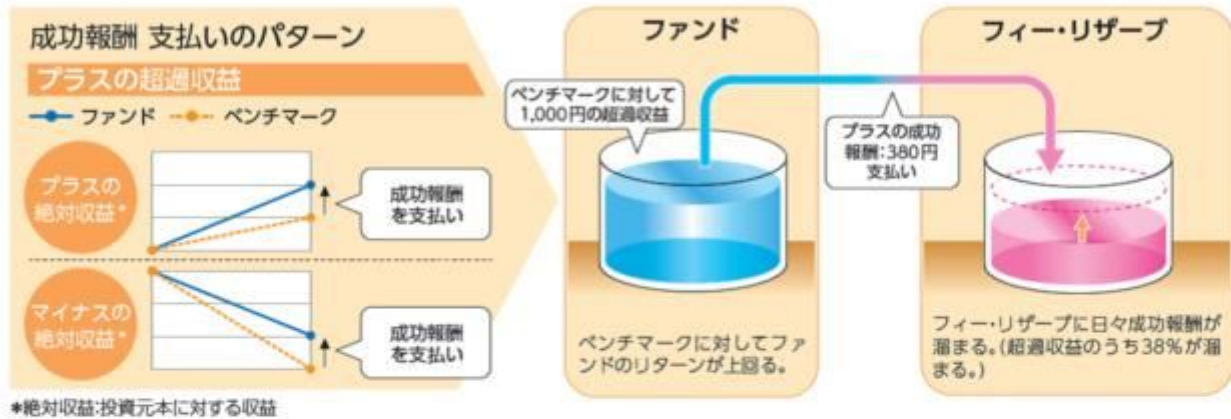 成功報酬 支払いのパターン
プラスの超過収益
ファンド ベンチマーク
プラスの
絶対収益*
成功報酬
を支払い
マイナスの
絶対収益*
成功報酬
を支払い
*絶対収益:投資元本に対する収益
ファンド
ベンチマークに対して
1,000円の超過収益
ベンチマークに対してファ
ンドのリターンが上回る。
プラスの成功
報酬:380円
支払い
フィー・リザーブ
フィー・リザーブに日々成功報酬が
溜まる。(超過収益のうち38%が溜
まる。)